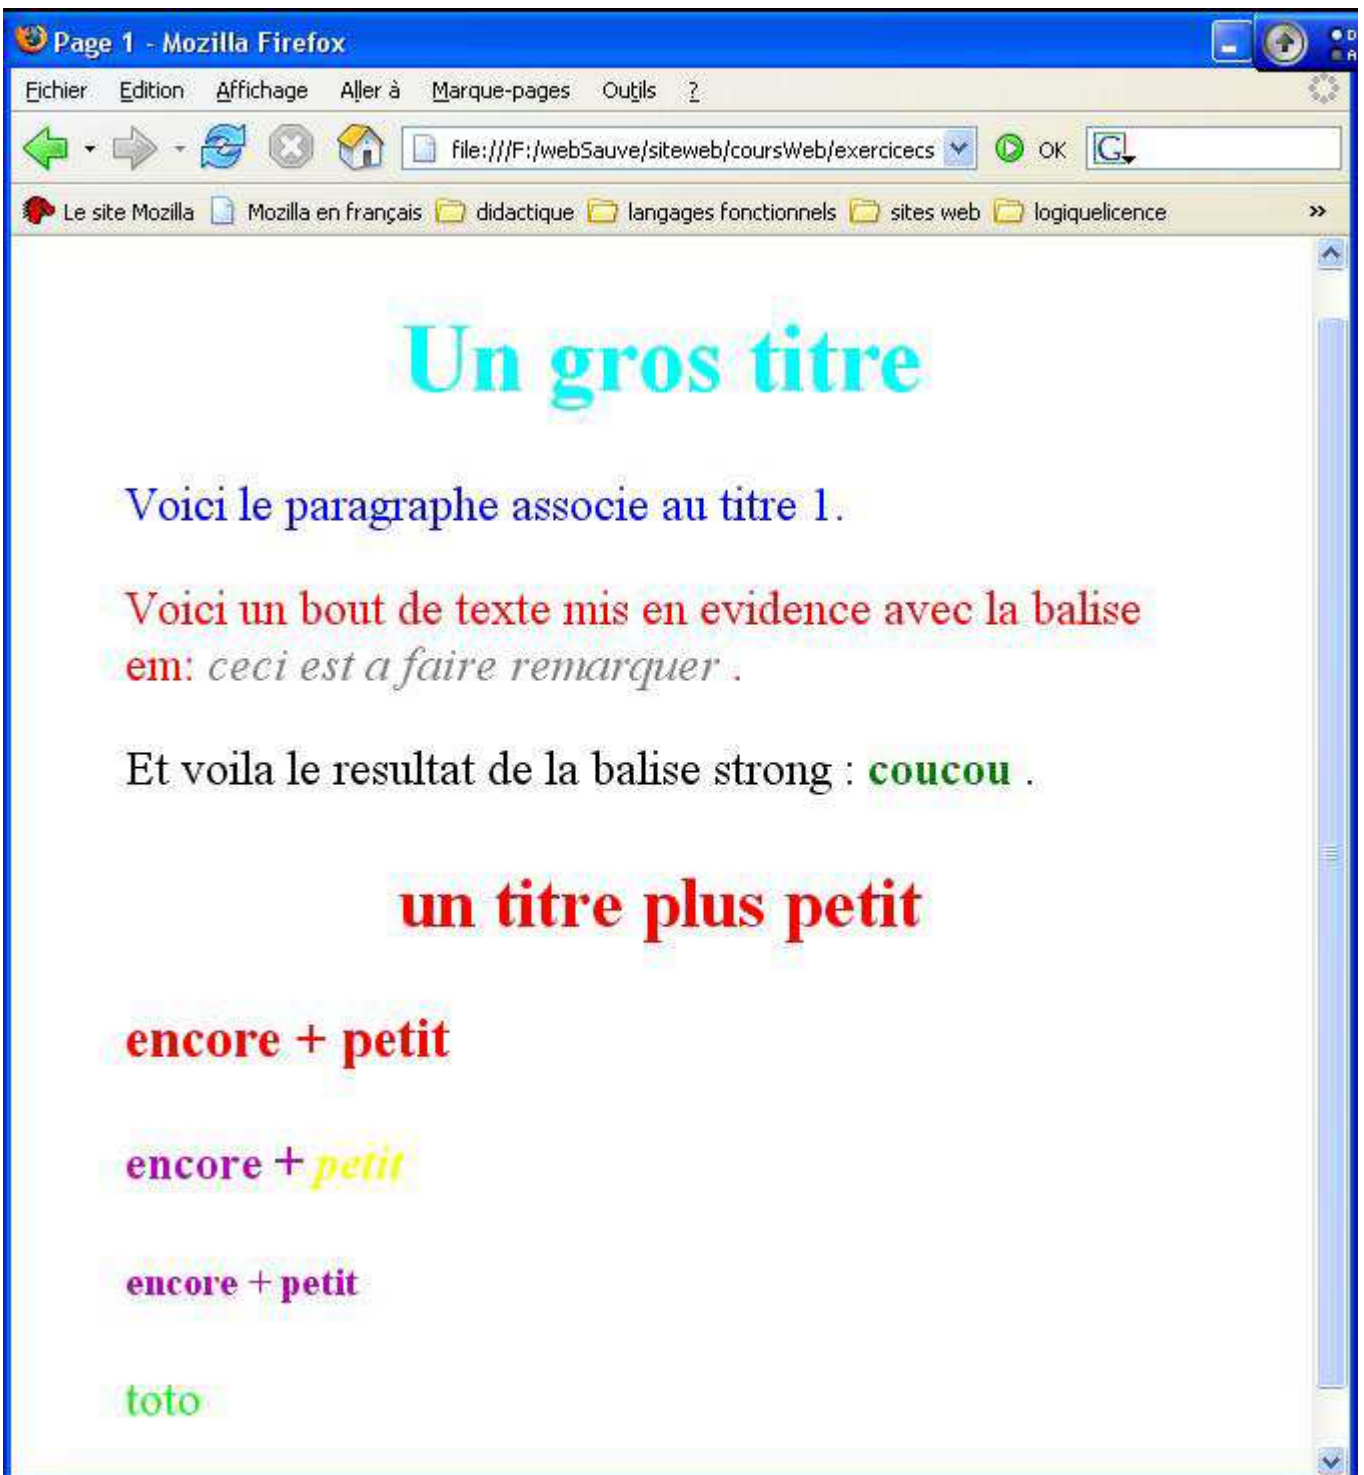 Page 1 - Mozilla Firefox
Fichier Edition Affichage Aller à Marque-pages Outils ?
file:///F:/webSauve/siteweb/coursWeb/exercicecs OK G
Le site Mozilla Mozilla en français didactique langages fonctionnels sites web logiquelicence »
Un gros titre
Voici le paragraphe associe au titre 1.
Voici un bout de texte mis en evidence avec la balise
em: ceci est a faire remarquer .
Et voila le resultat de la balise strong : coucou .
un titre plus petit
encore + petit
encore + petit
encore + petit
toto